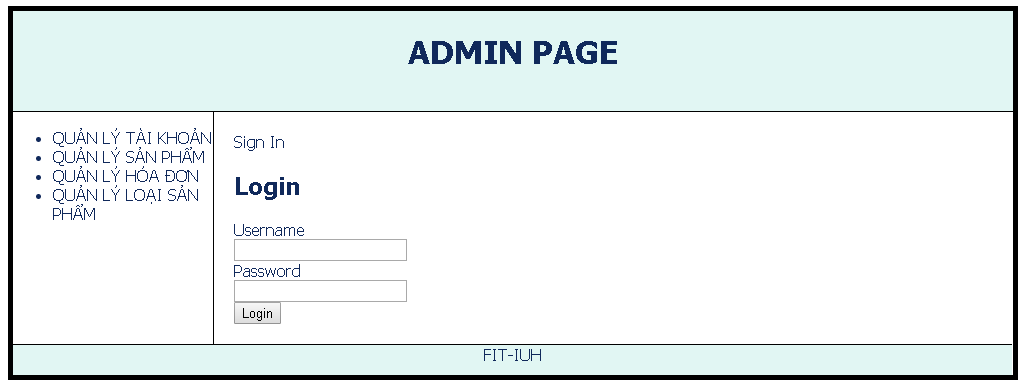 ADMIN PAGE
QUẢN LÝ TÀI KHOẢN
QUẢN LÝ SẢN PHẨM
QUẢN LÝ HÓA ĐƠN
QUẢN LÝ LOẠI SẢN
PHẨM
Sign In
Login
Username
Password
Login
FIT-IUH